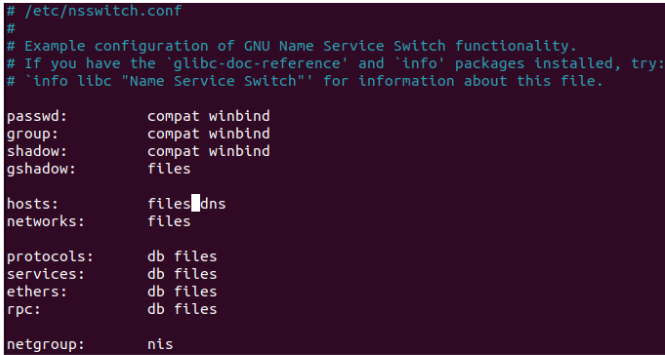 # /etc/nsswitch.conf
#
# Example configuration of GNU Name Service Switch functionality.
# If you have the `glibc-doc-reference' and `info' packages installed, try:
# `info libc "Name Service Switch"' for information about this file.
passwd: compat winbind
group: compat winbind
shadow: compat winbind
gshadow: files
hosts: files dns
networks: files
protocols: db files
services: db files
ethers: db files
rpc: db files
netgroup: nis